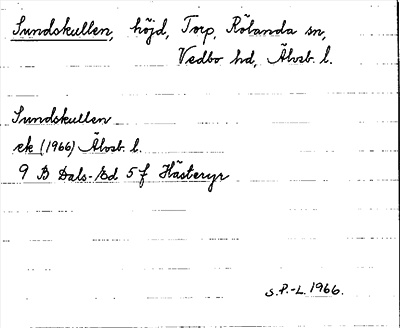 Sundskullen, höjd, Torp, Rölanda sn,
Vedbo hd, Älvsb. l.
Sundskullen
ek (1966) Älvsb. l.
9 B Dals-Ed 5 f Hästeryr
S.P.-L. 1966.